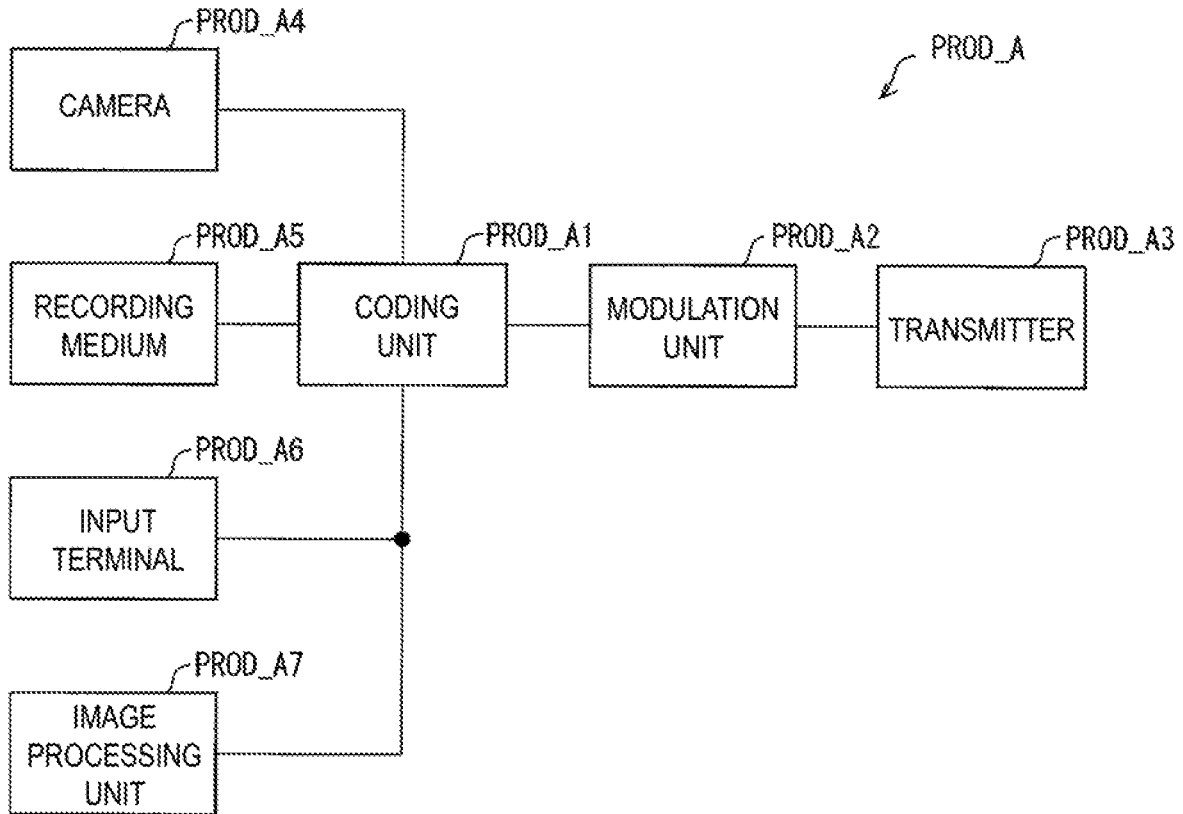 PROD_A4
CAMERA
PROD_A
PROD_A5
RECORDING
MEDIUM
PROD_A1
CODING
UNIT
PROD_A2
MODULATION
UNIT
PROD_A3
TRANSMITTER
PROD_A6
INPUT
TERMINAL
PROD_A7
IMAGE
PROCESSING
UNIT